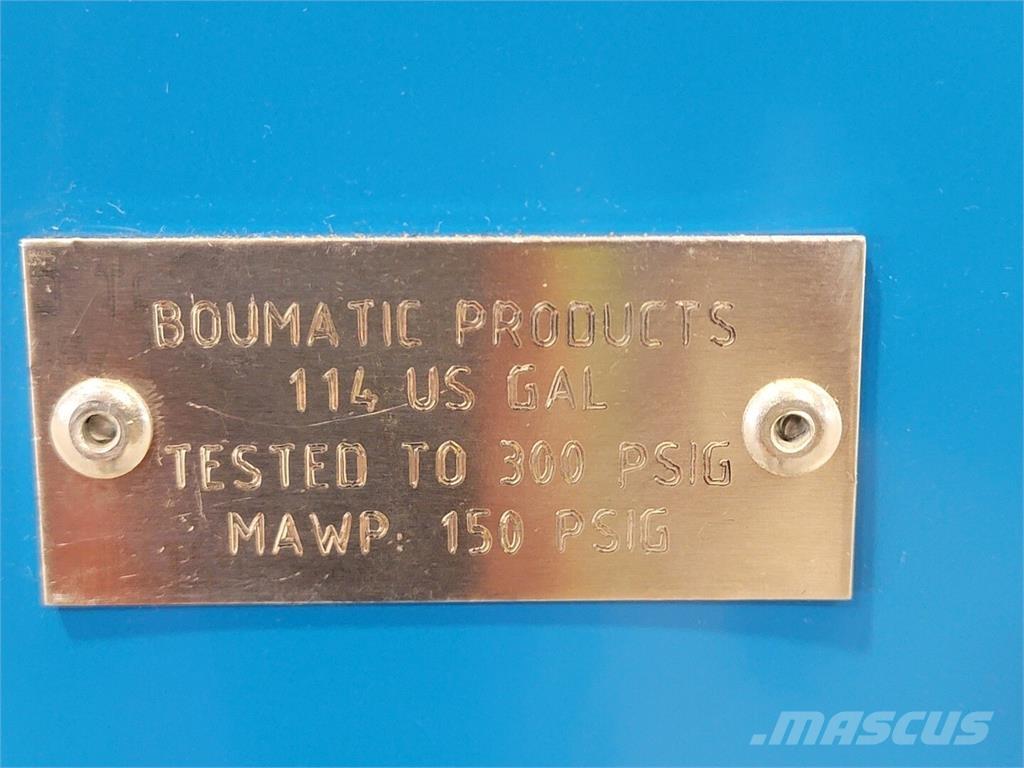 BOUMATIC PRODUCTS
114 US GAL
TESTED TO 300 PSIG
MAWP: 150 PSIG
MASCUS